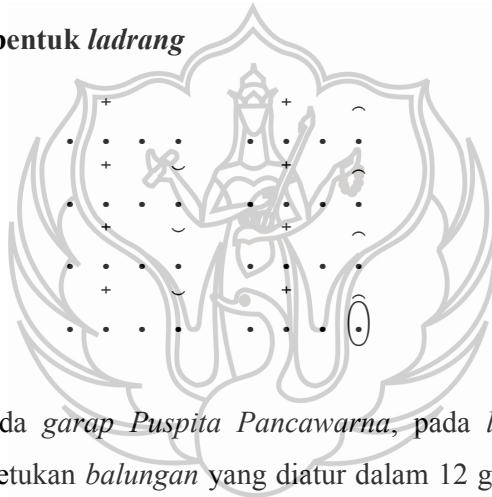 bentuk ladrang
+ + ⌢
. . . . . . . .
+ ⌣ + ⌢
. . . . . . . .
+ ⌣ + ⌢
. . . . . . . .
+ ⌣ + ⌢
. . . . . . . .
da garap Puspita Pancawarna, pada l
etukan balungan yang diatur dalam 12 g